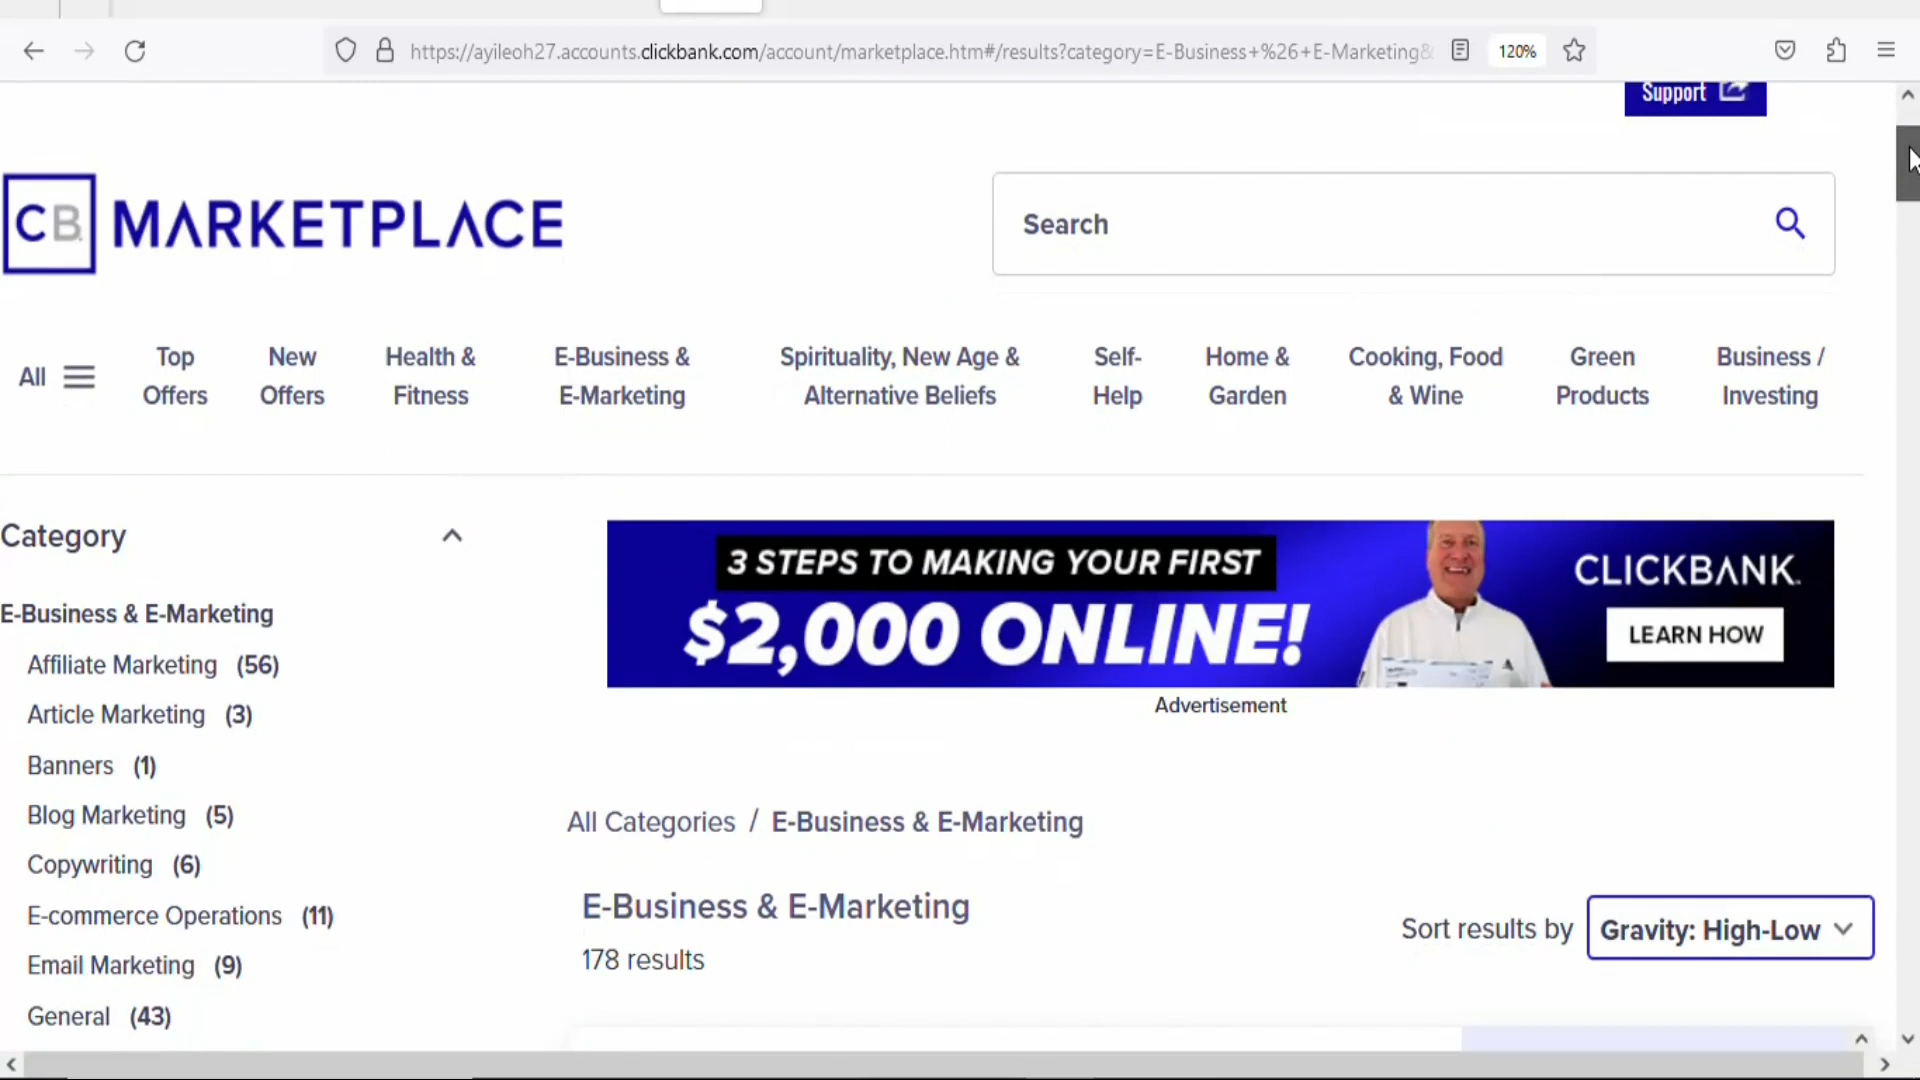 https://ayileoh27.accounts.clickbank.com/account/marketplace.htm#/results?category=E-Business+%26+E-Marketing&
120%
Support
CB MARKETPLACE
Search
All
Top Offers
New Offers
Health & Fitness
E-Business & E-Marketing
Spirituality, New Age & Alternative Beliefs
Self-Help
Home & Garden
Cooking, Food & Wine
Green Products
Business / Investing
Category
E-Business & E-Marketing
Affiliate Marketing (56)
Article Marketing (3)
Banners (1)
Blog Marketing (5)
Copywriting (6)
E-commerce Operations (11)
Email Marketing (9)
General (43)
3 STEPS TO MAKING YOUR FIRST
$2,000 ONLINE!
CLICKBANK.
LEARN HOW
Advertisement
All Categories / E-Business & E-Marketing
E-Business & E-Marketing
178 results
Sort results by Gravity: High-Low